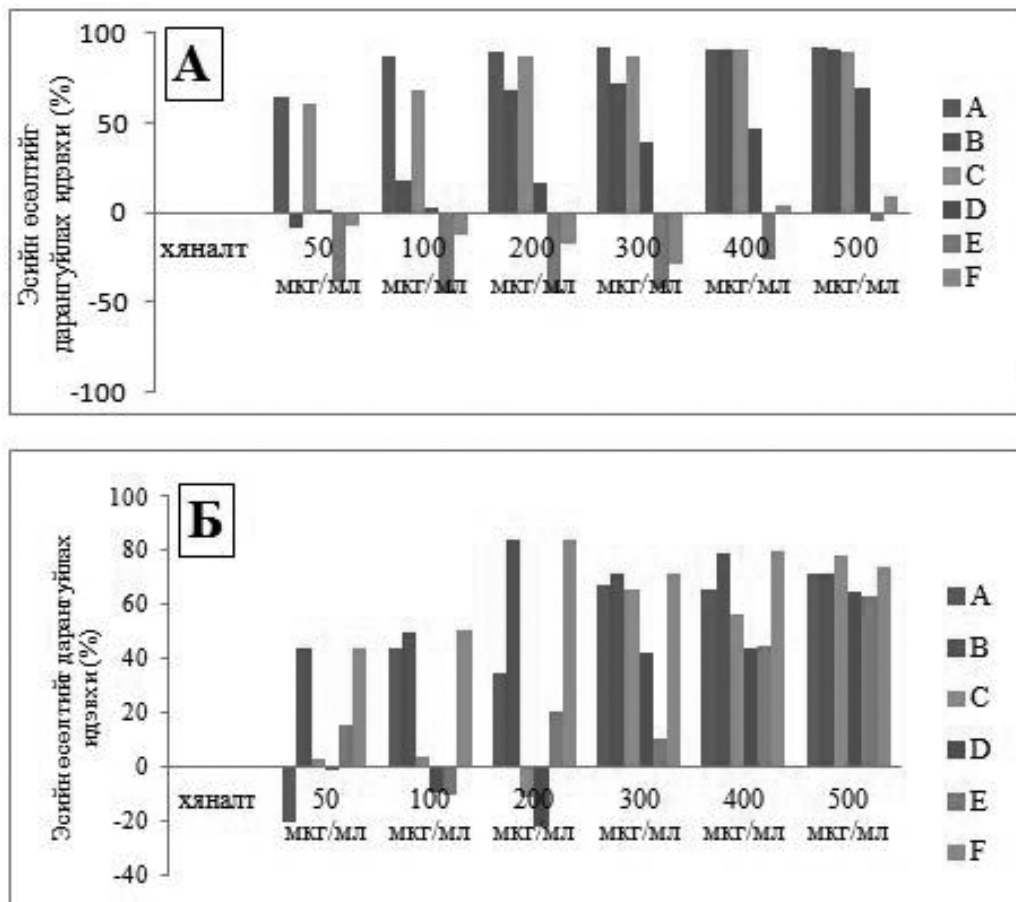 А
Эсийн өсөлтийг
дарангуйлах идэвхи (%)
100
50
0
-50
-100
хяналт
50 100 200 300 400 500
мкг/мл мкг/мл мкг/мл мкг/мл мкг/мл мкг/мл
A
B
C
D
E
F
Б
Эсийн өсөлтийг дарангуйлах
идэвхи (%)
100
80
60
40
20
0
-20
-40
хяналт
50 100 200 300 400 500
мкг/мл мкг/мл мкг/мл мкг/мл мкг/мл мкг/мл
A
B
C
D
E
F